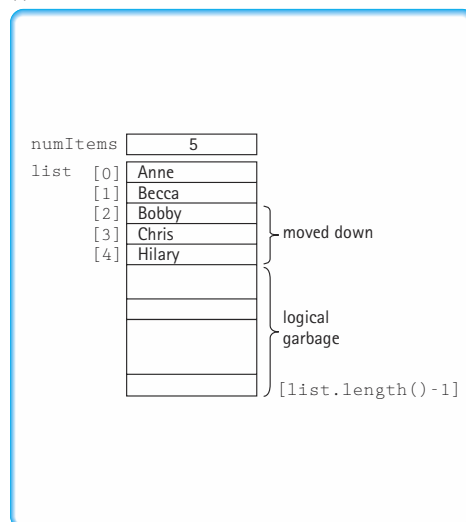 numItems 5
list [0] Anne
[1] Becca
[2] Bobby
[3] Chris
[4] Hilary
moved down
logical
garbage
[list.length()-1]